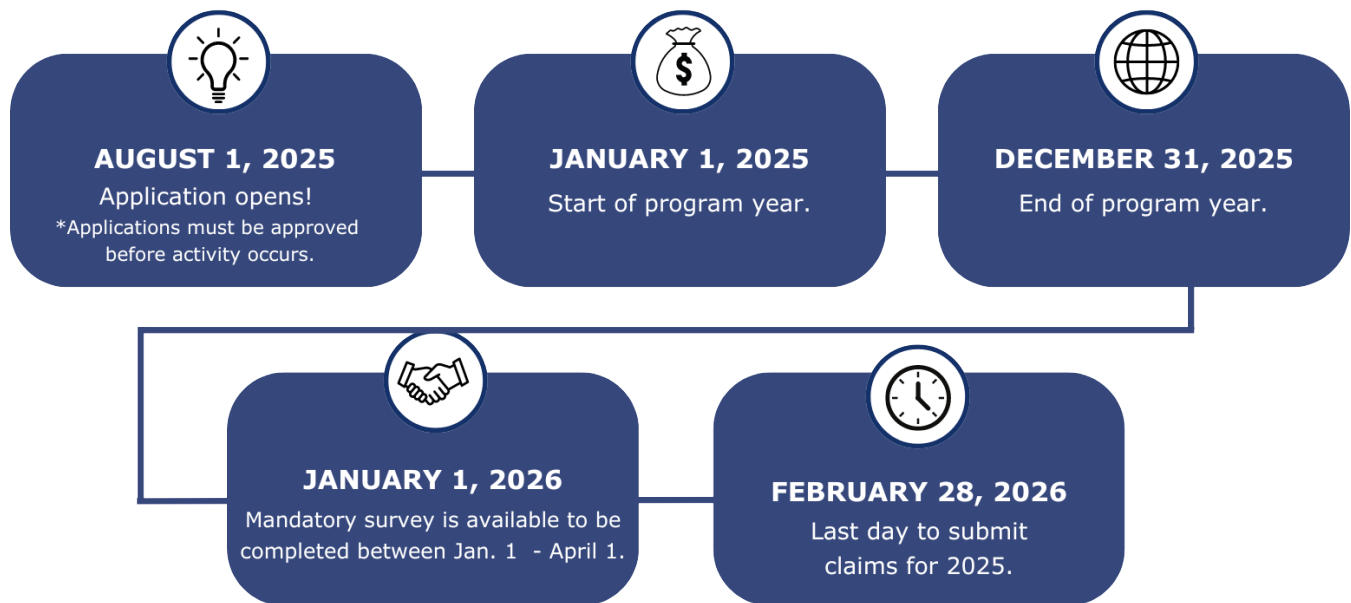 AUGUST 1, 2025
Application opens!
*Applications must be approved
before activity occurs.
JANUARY 1, 2025
Start of program year.
DECEMBER 31, 2025
End of program year.
JANUARY 1, 2026
Mandatory survey is available to be
completed between Jan. 1  - April 1.
FEBRUARY 28, 2026
Last day to submit
claims for 2025.